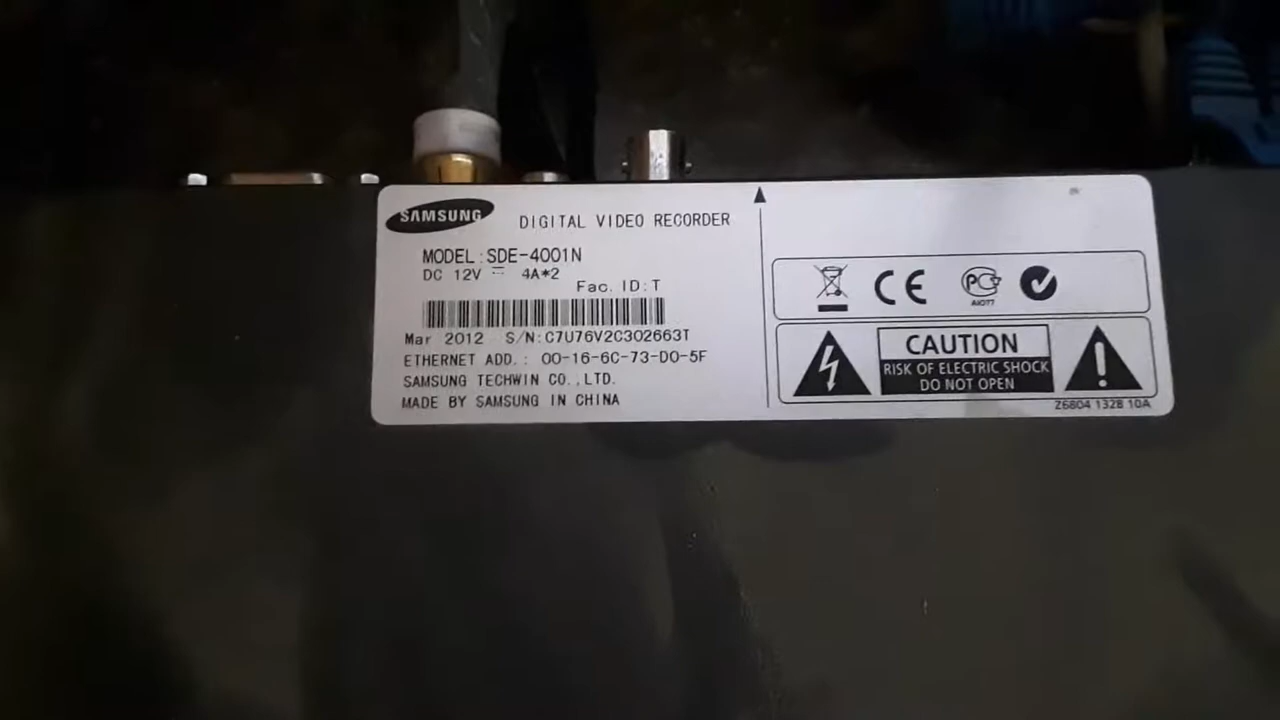 SAMSUNG DIGITAL VIDEO RECORDER
MODEL:SDE-4001N
DC 12V ⎓ 4A*2
Fac. ID:T
Mar 2012 S/N:C7U76V2C302663T
ETHERNET ADD.: 00-16-6C-73-D0-5F
SAMSUNG TECHWIN CO.,LTD.
MADE BY SAMSUNG IN CHINA
CE PC
АЮ77
CAUTION
RISK OF ELECTRIC SHOCK
DO NOT OPEN
Z6804 1328 10A